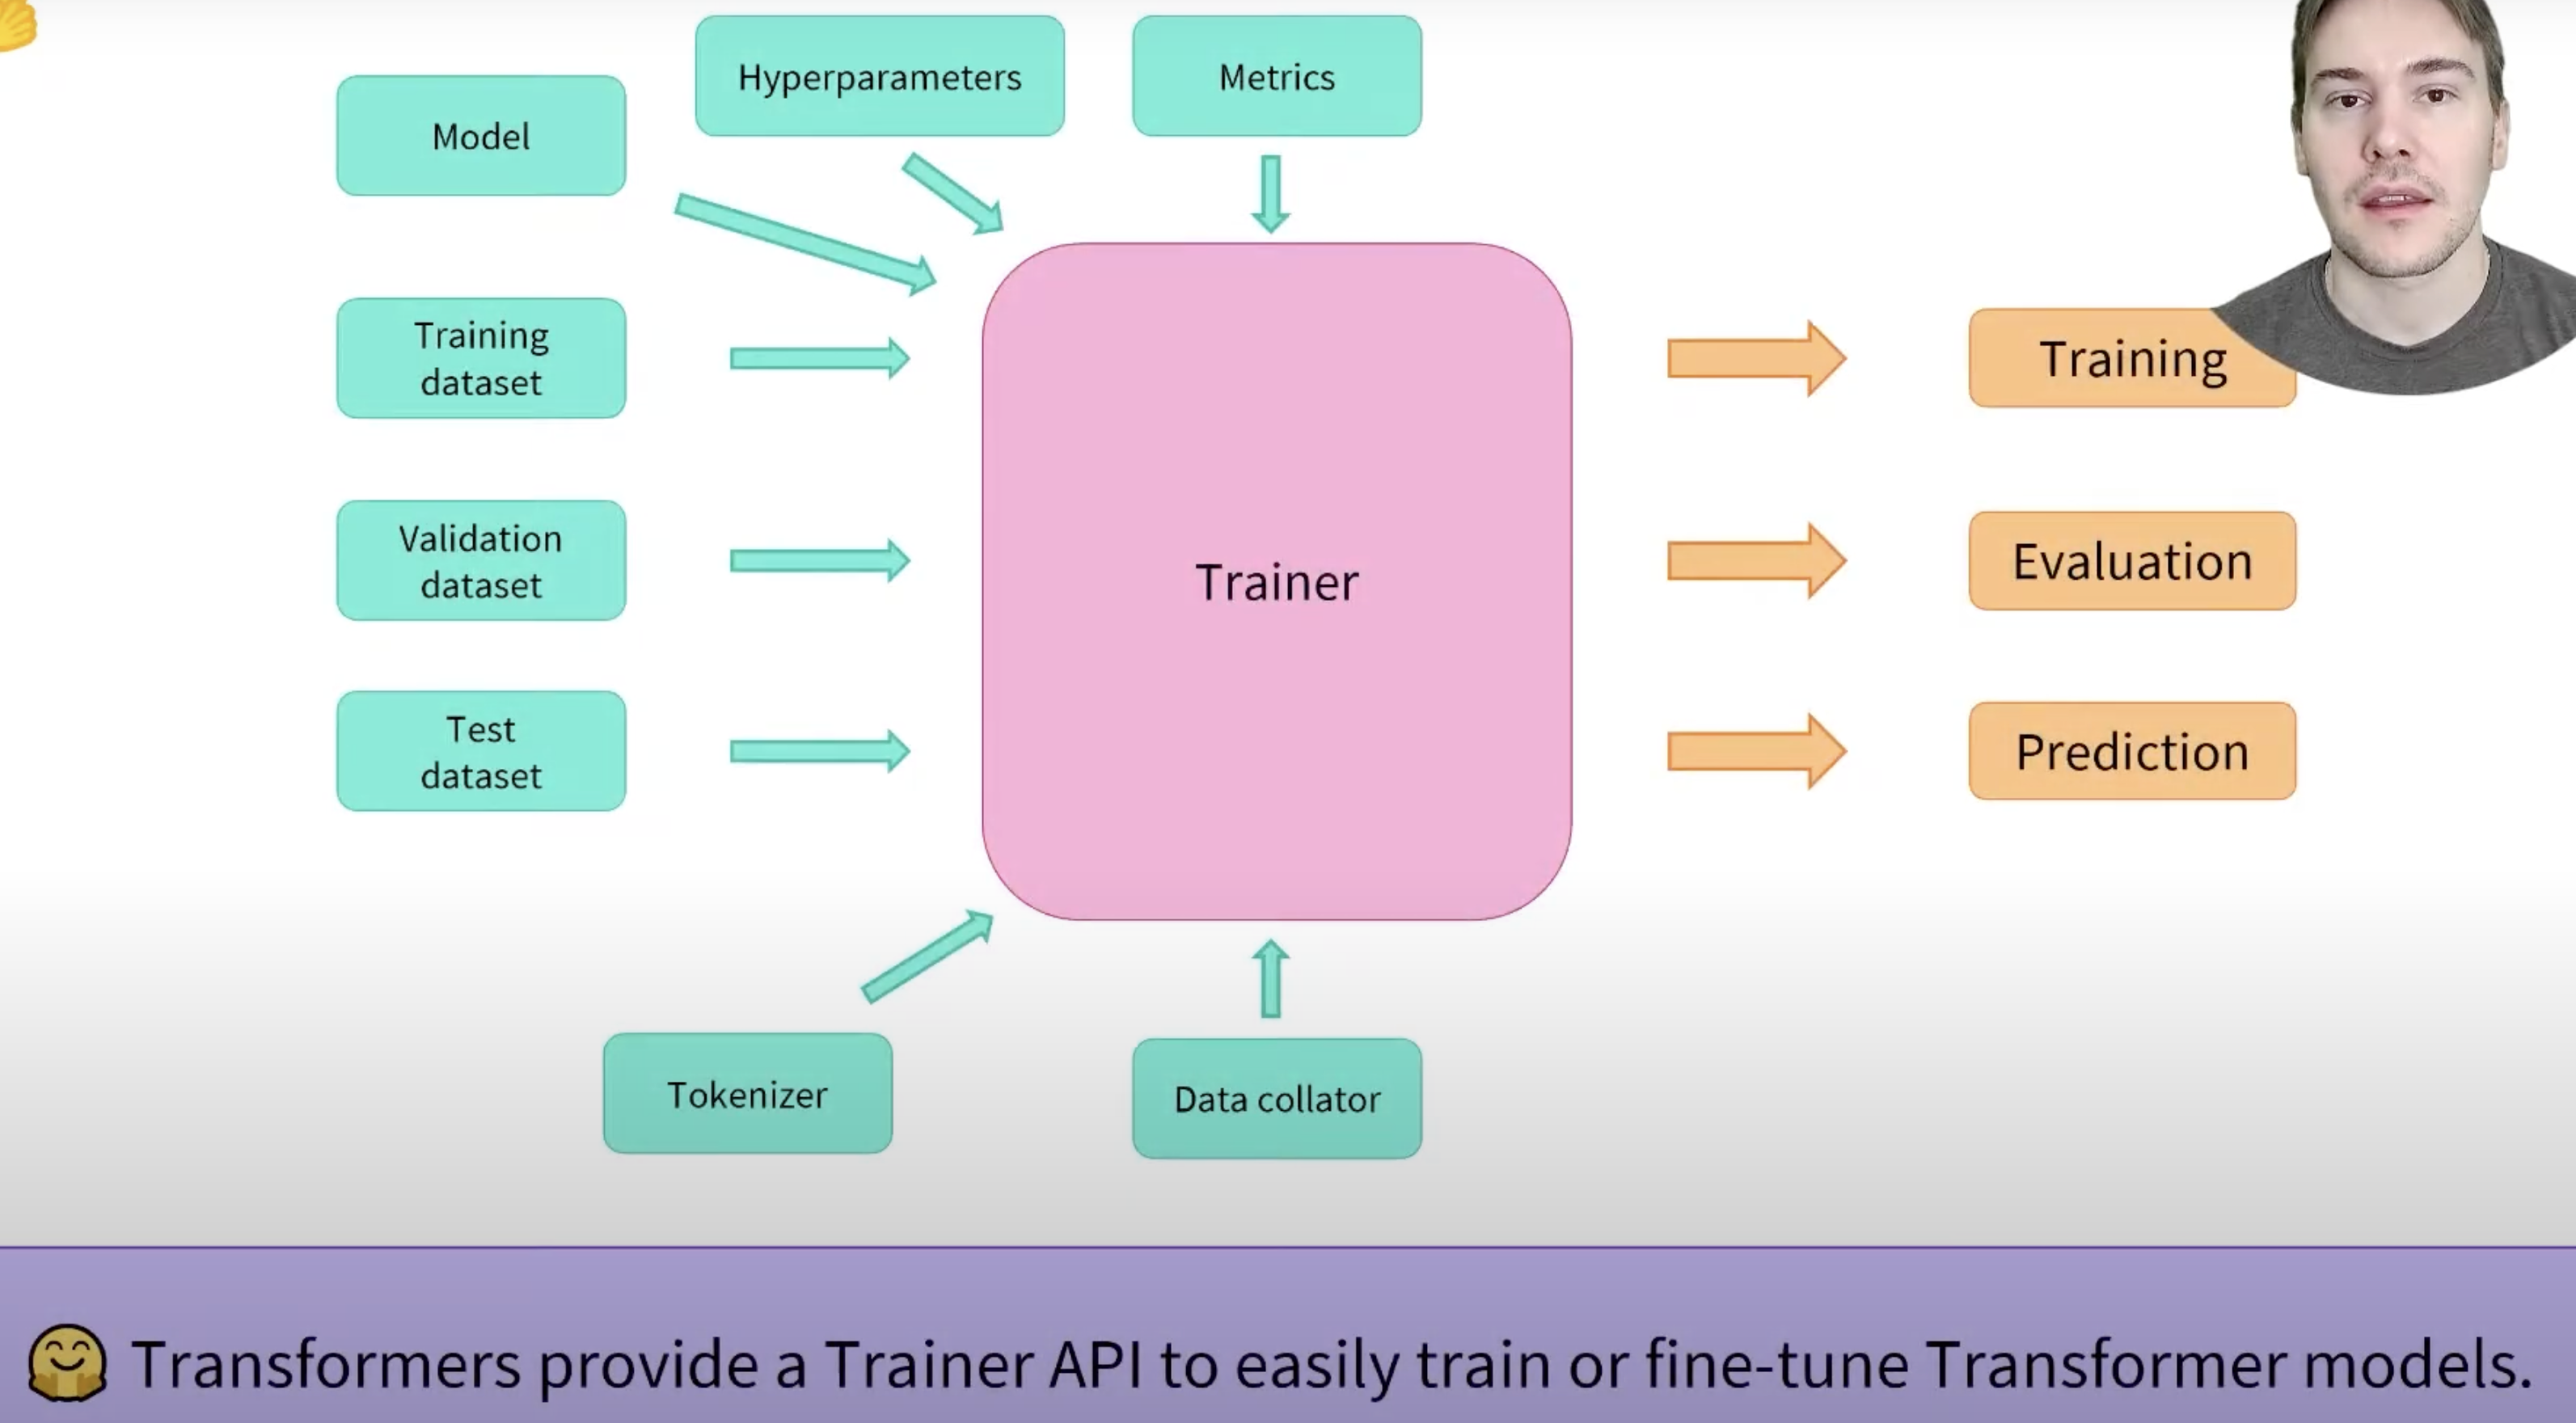 Hyperparameters
Metrics
Model
Training
dataset
Training
Validation
dataset
Evaluation
Trainer
Test
dataset
Prediction
Tokenizer
Data collator
🤗 Transformers provide a Trainer API to easily train or fine-tune Transformer models.